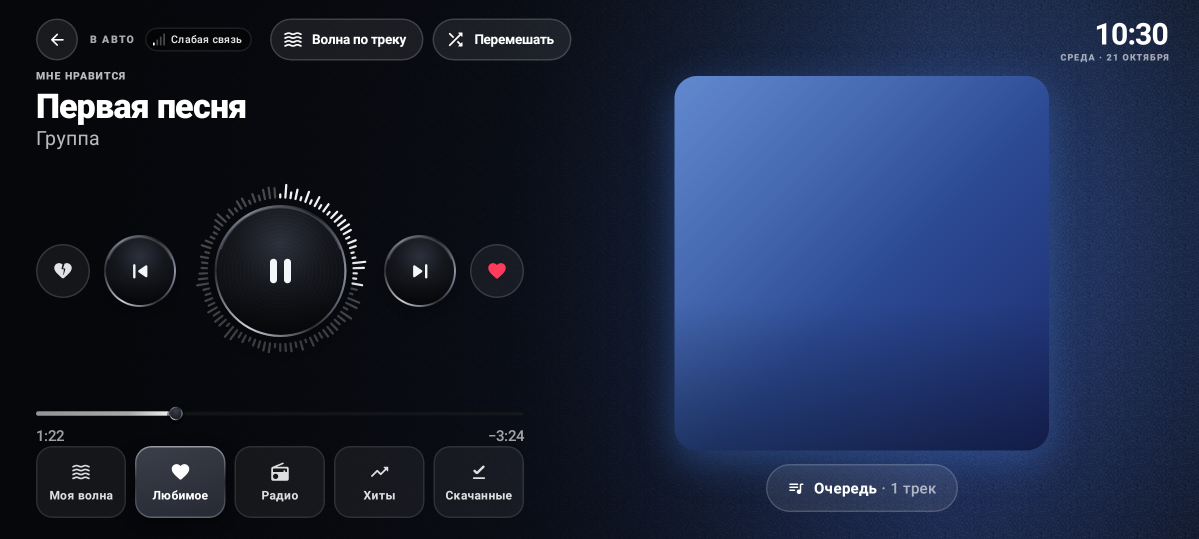 В АВТО
Слабая связь
Волна по треку
Перемешать
10:30
СРЕДА · 21 ОКТЯБРЯ
МНЕ НРАВИТСЯ
Первая песня
Группа
1:22
−3:24
Моя волна
Любимое
Радио
Хиты
Скачанные
Очередь · 1 трек